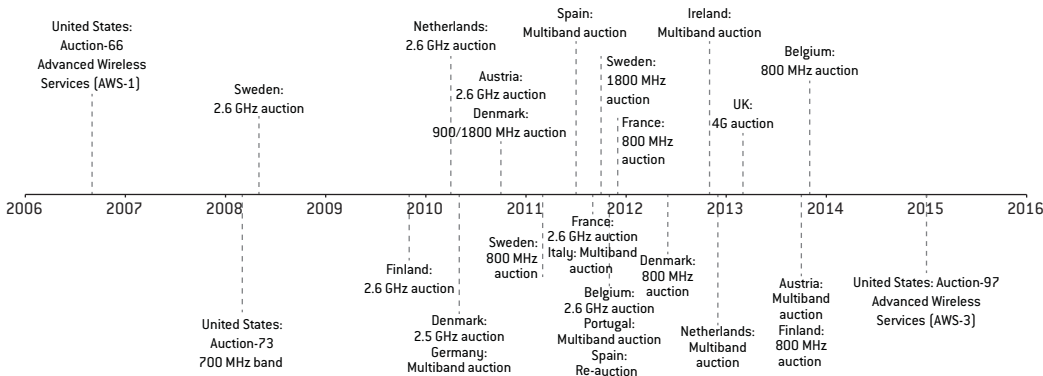 United States:
Auction-66
Advanced Wireless
Services (AWS-1)
Sweden:
2.6 GHz auction
Netherlands:
2.6 GHz auction
Austria:
2.6 GHz auction
Denmark:
900/1800 MHz auction
Spain:
Multiband auction
Sweden:
1800 MHz
auction
France:
800 MHz
auction
Ireland:
Multiband auction
UK:
4G auction
Belgium:
800 MHz auction
2006 2007 2008 2009 2010 2011 2012 2013 2014 2015 2016
United States:
Auction-73
700 MHz band
Finland:
2.6 GHz auction
Denmark:
2.5 GHz auction
Germany:
Multiband auction
Sweden:
800 MHz
auction
France:
2.6 GHz auction
Italy: Multiband
auction
Belgium:
2.6 GHz auction
Portugal:
Multiband auction
Spain:
Re-auction
Denmark:
800 MHz
auction
Netherlands:
Multiband
auction
Austria:
Multiband
auction
Finland:
800 MHz
auction
United States: Auction-97
Advanced Wireless
Services (AWS-3)